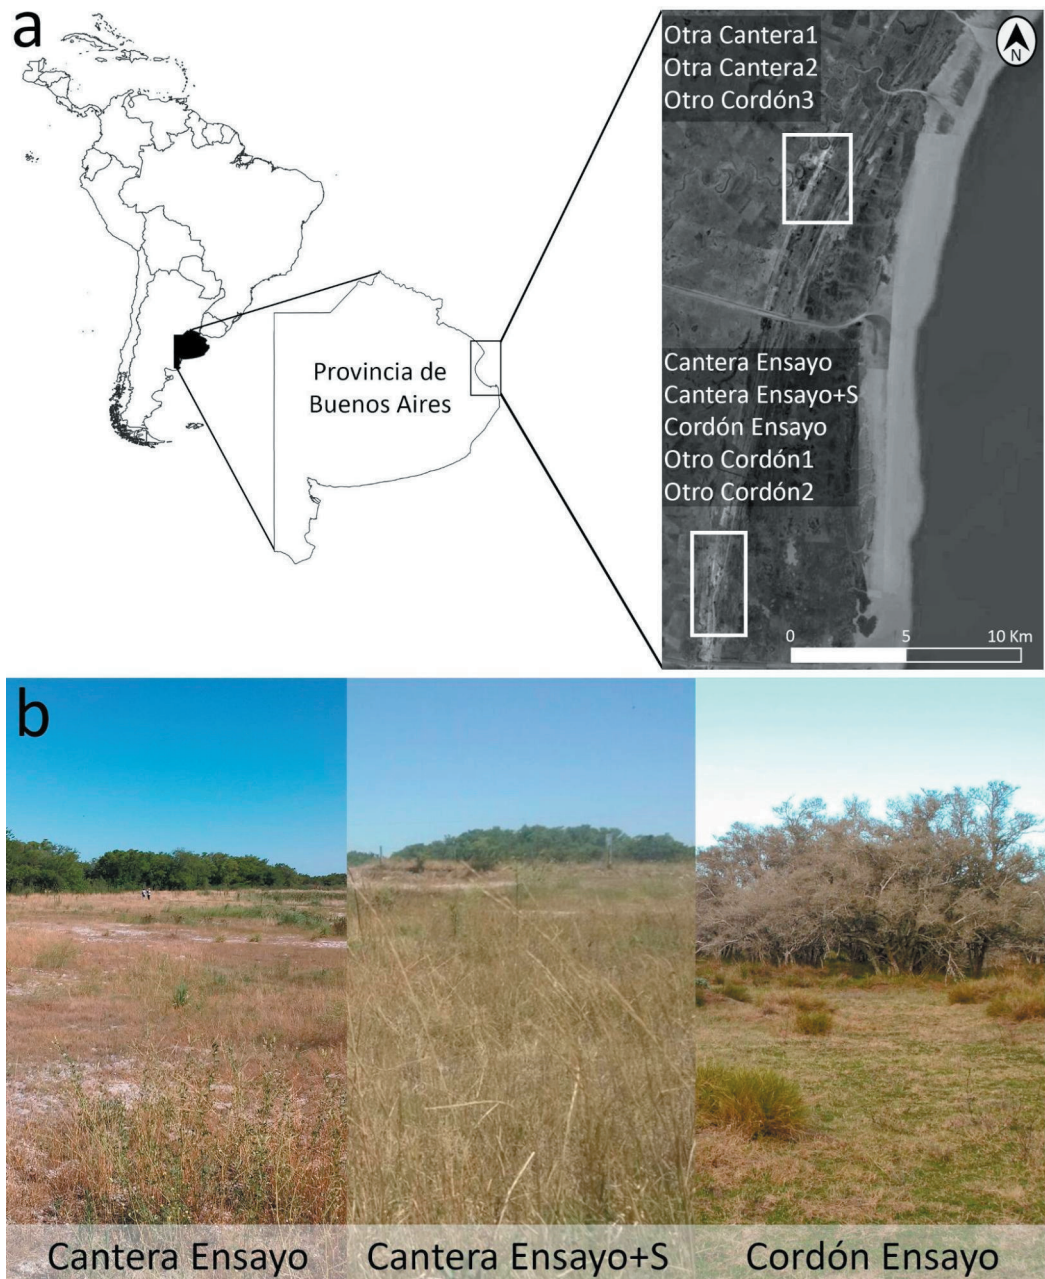 a
Otra Cantera1
Otra Cantera2
Otro Cordón3
N
Provincia de
Buenos Aires
Cantera Ensayo
Cantera Ensayo+S
Cordón Ensayo
Otro Cordón1
Otro Cordón2
0 5 10 Km
b
Cantera Ensayo
Cantera Ensayo+S
Cordón Ensayo